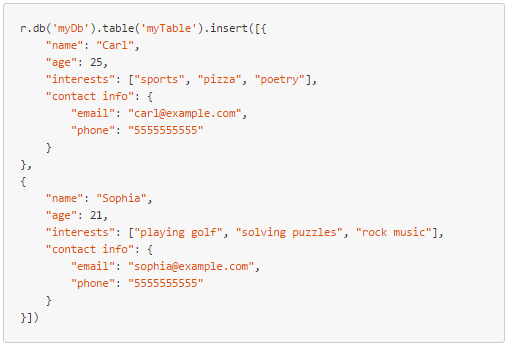 r.db('myDb').table('myTable').insert([{
    "name": "Carl",
    "age": 25,
    "interests": ["sports", "pizza", "poetry"],
    "contact info": {
        "email": "carl@example.com",
        "phone": "5555555555"
    }
},
{
    "name": "Sophia",
    "age": 21,
    "interests": ["playing golf", "solving puzzles", "rock music"],
    "contact info": {
        "email": "sophia@example.com",
        "phone": "5555555555"
    }
}])